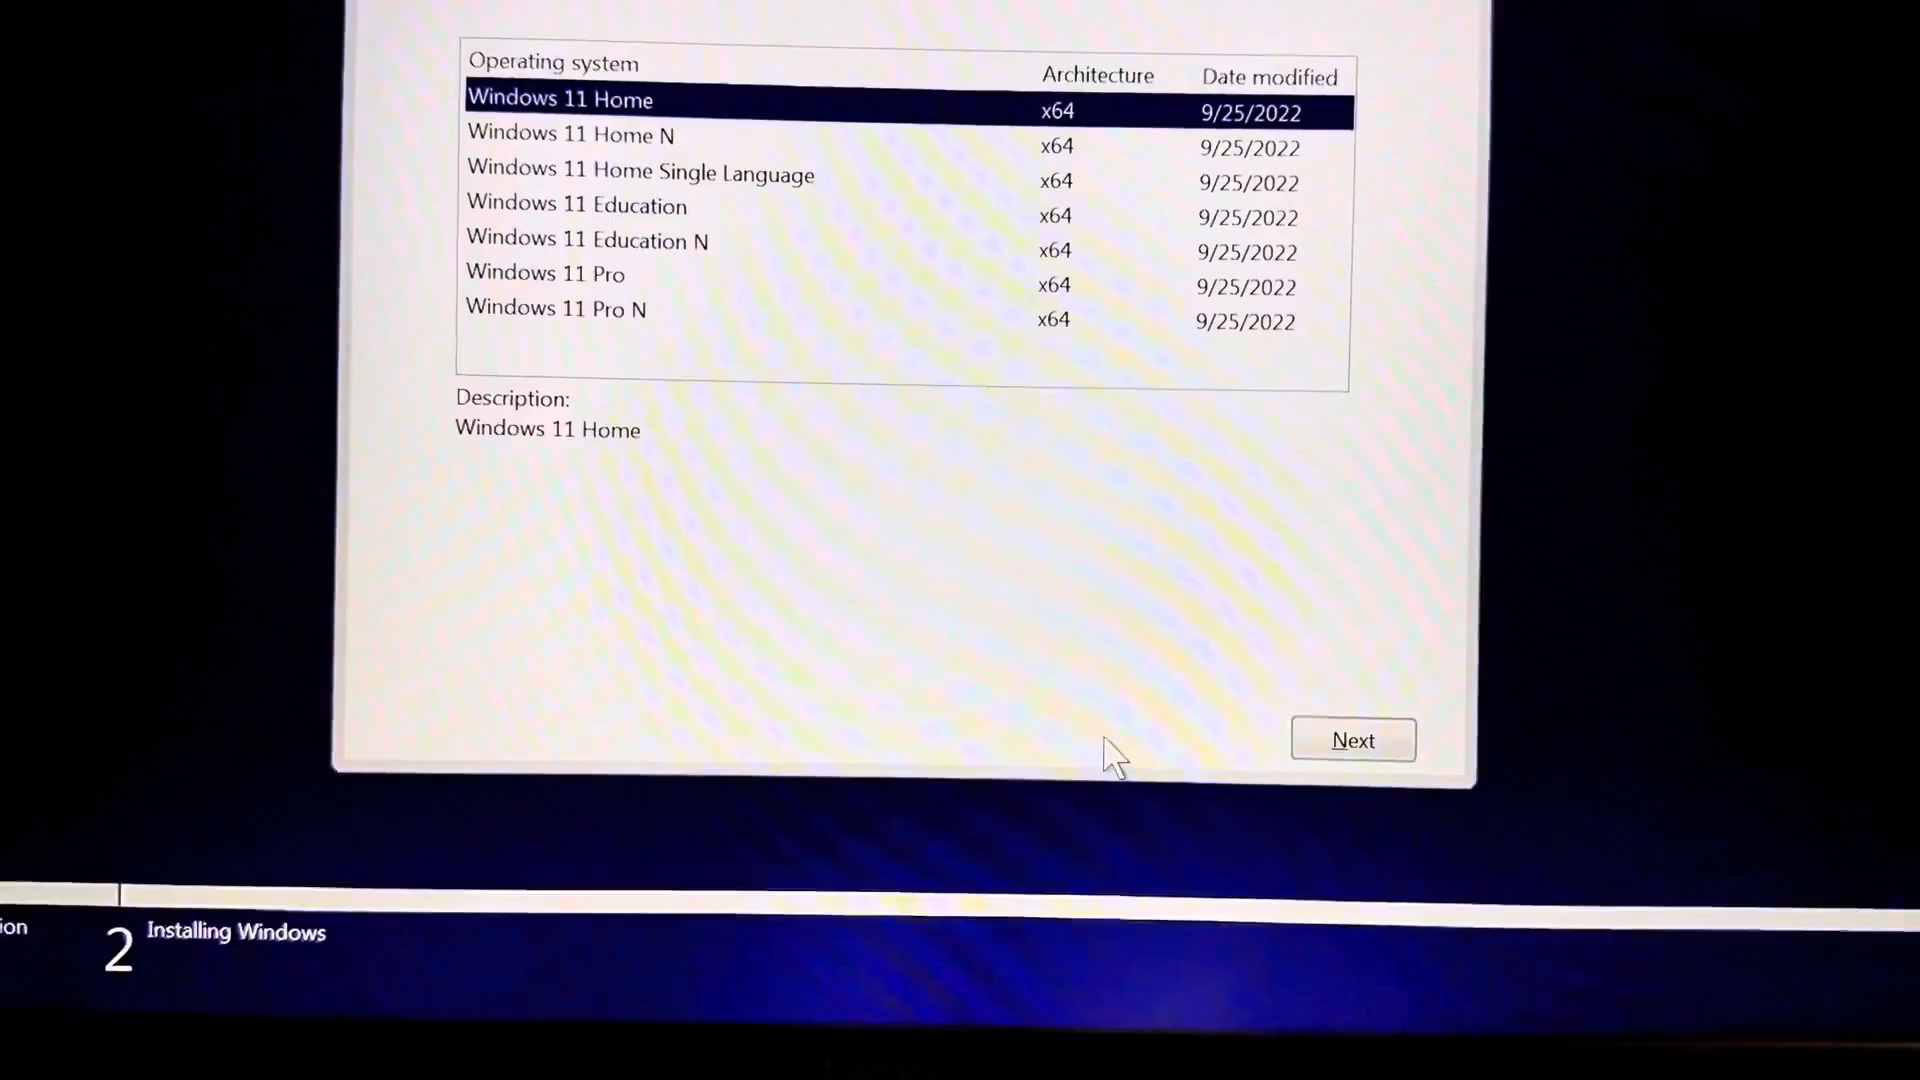 Operating system Architecture Date modified
Windows 11 Home x64 9/25/2022
Windows 11 Home N x64 9/25/2022
Windows 11 Home Single Language x64 9/25/2022
Windows 11 Education x64 9/25/2022
Windows 11 Education N x64 9/25/2022
Windows 11 Pro x64 9/25/2022
Windows 11 Pro N x64 9/25/2022
Description:
Windows 11 Home
Next
ion
2 Installing Windows